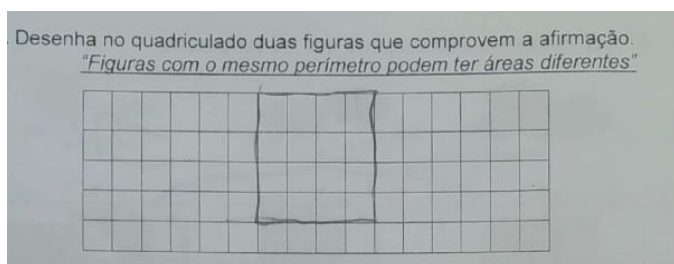 . Desenha no quadriculado duas figuras que comprovem a afirmação.
"Figuras com o mesmo perímetro podem ter áreas diferentes"